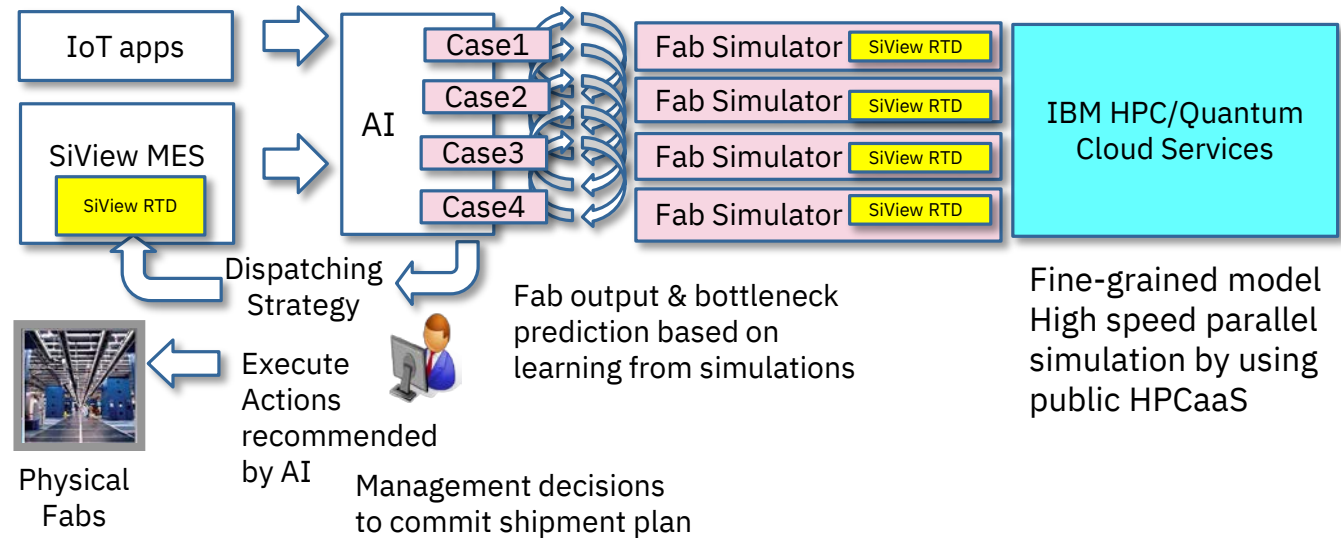 IoT apps
SiView MES
SiView RTD
AI
Case1
Case2
Case3
Case4
Fab Simulator
SiView RTD
Fab Simulator
SiView RTD
Fab Simulator
SiView RTD
Fab Simulator
SiView RTD
IBM HPC/Quantum
Cloud Services
Dispatching
Strategy
Fab output & bottleneck
prediction based on
learning from simulations
Fine-grained model
High speed parallel
simulation by using
public HPCaaS
Execute
Actions
recommended
by AI
Physical
Fabs
Management decisions
to commit shipment plan